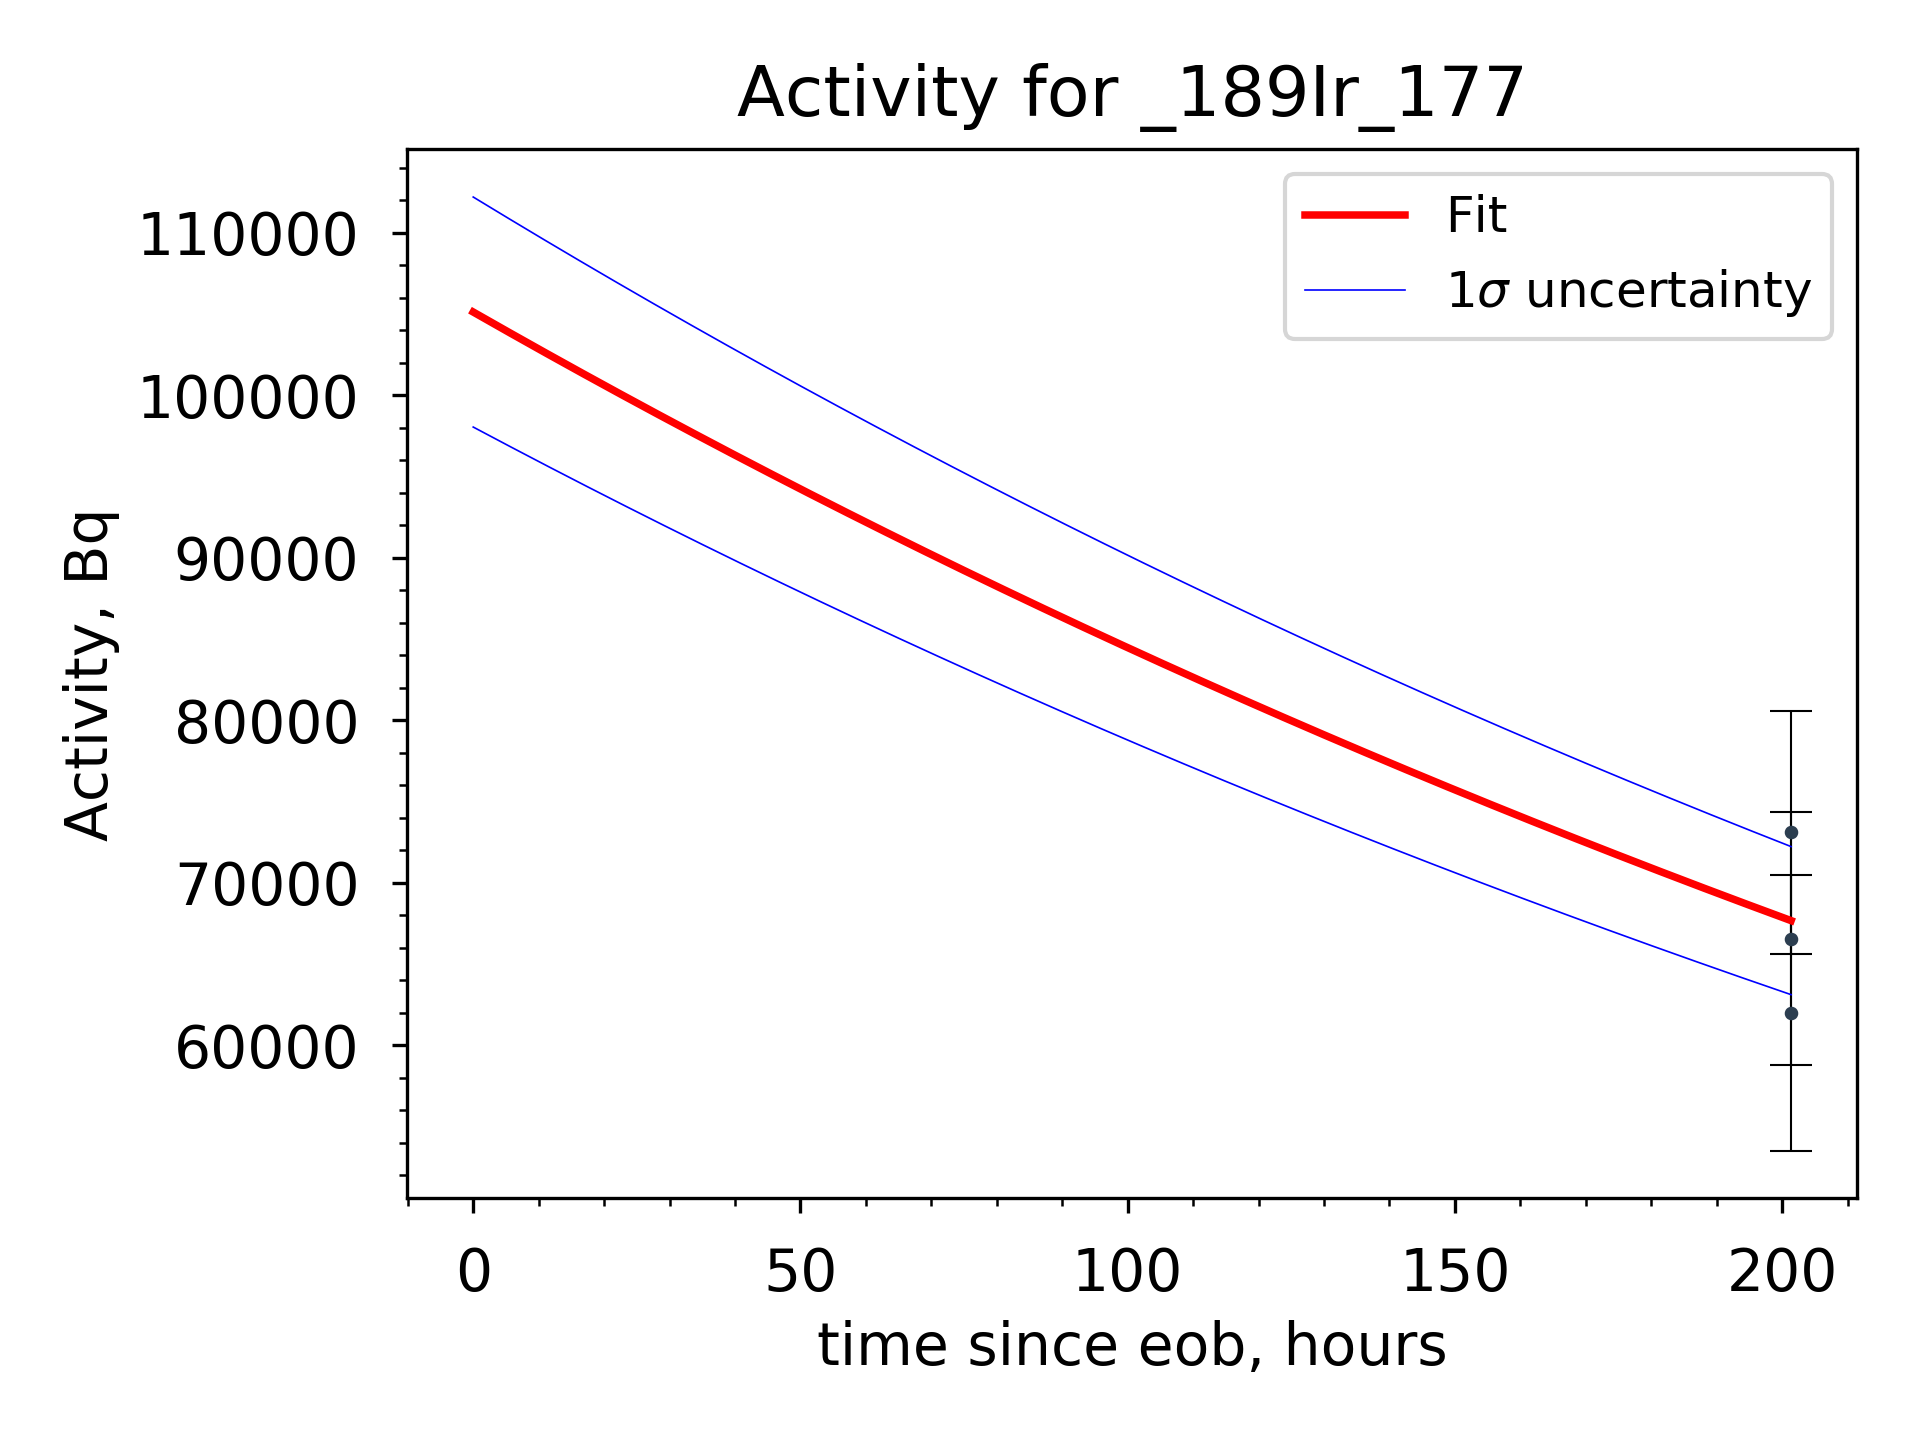 Activity for _189Ir_177
Fit
1σ uncertainty
110000
100000
90000
80000
70000
60000
Activity, Bq
0 50 100 150 200
time since eob, hours